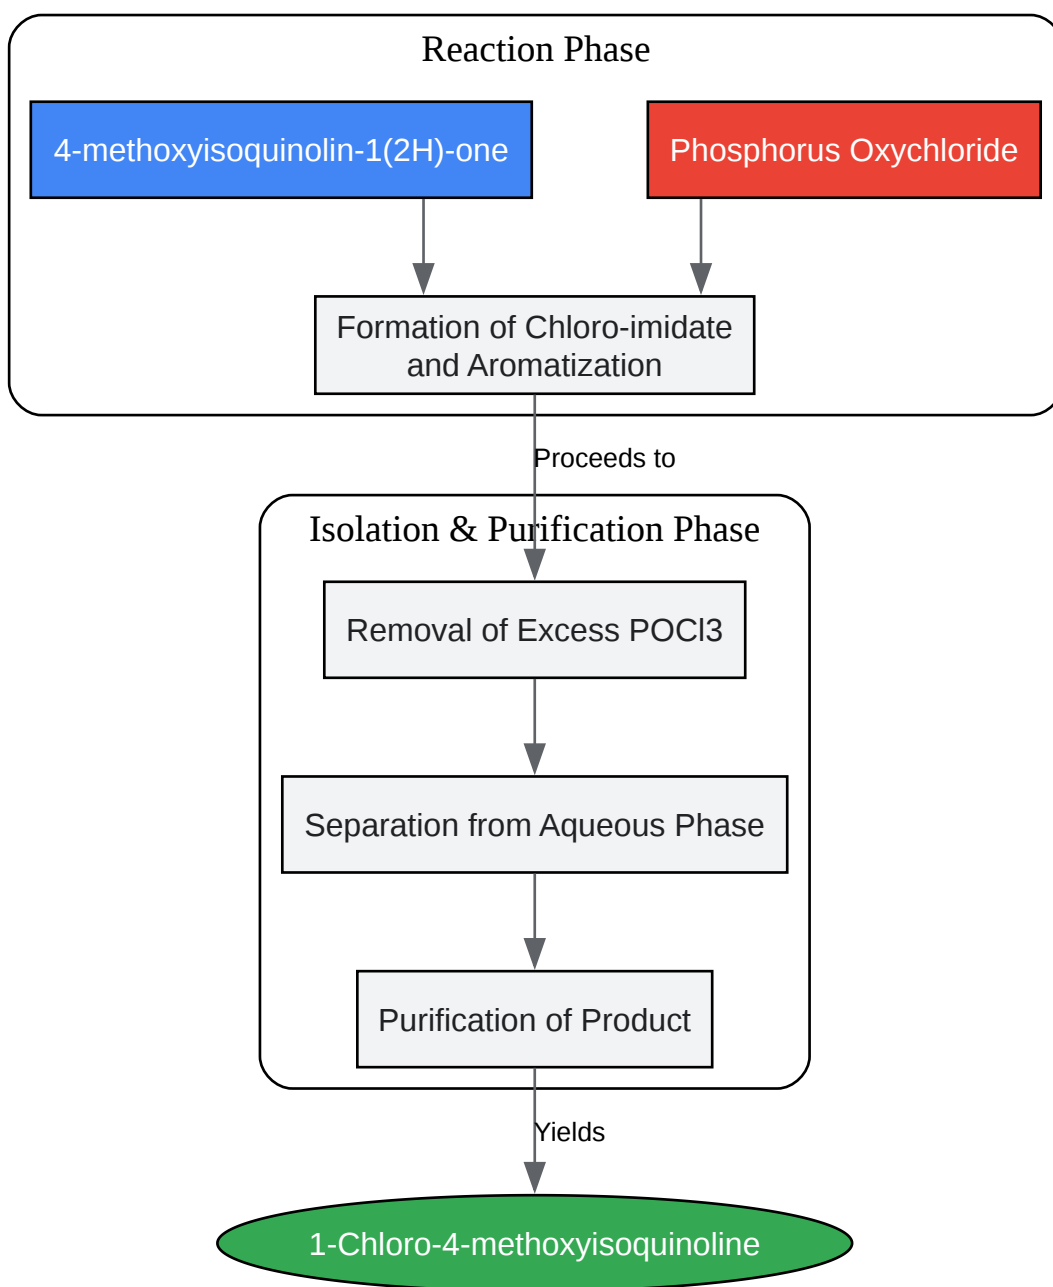 Reaction Phase
4-methoxyisoquinolin-1(2H)-one
Phosphorus Oxychloride
Formation of Chloro-imidate
and Aromatization
Proceeds to
Isolation & Purification Phase
Removal of Excess POCl3
Separation from Aqueous Phase
Purification of Product
Yields
1-Chloro-4-methoxyisoquinoline